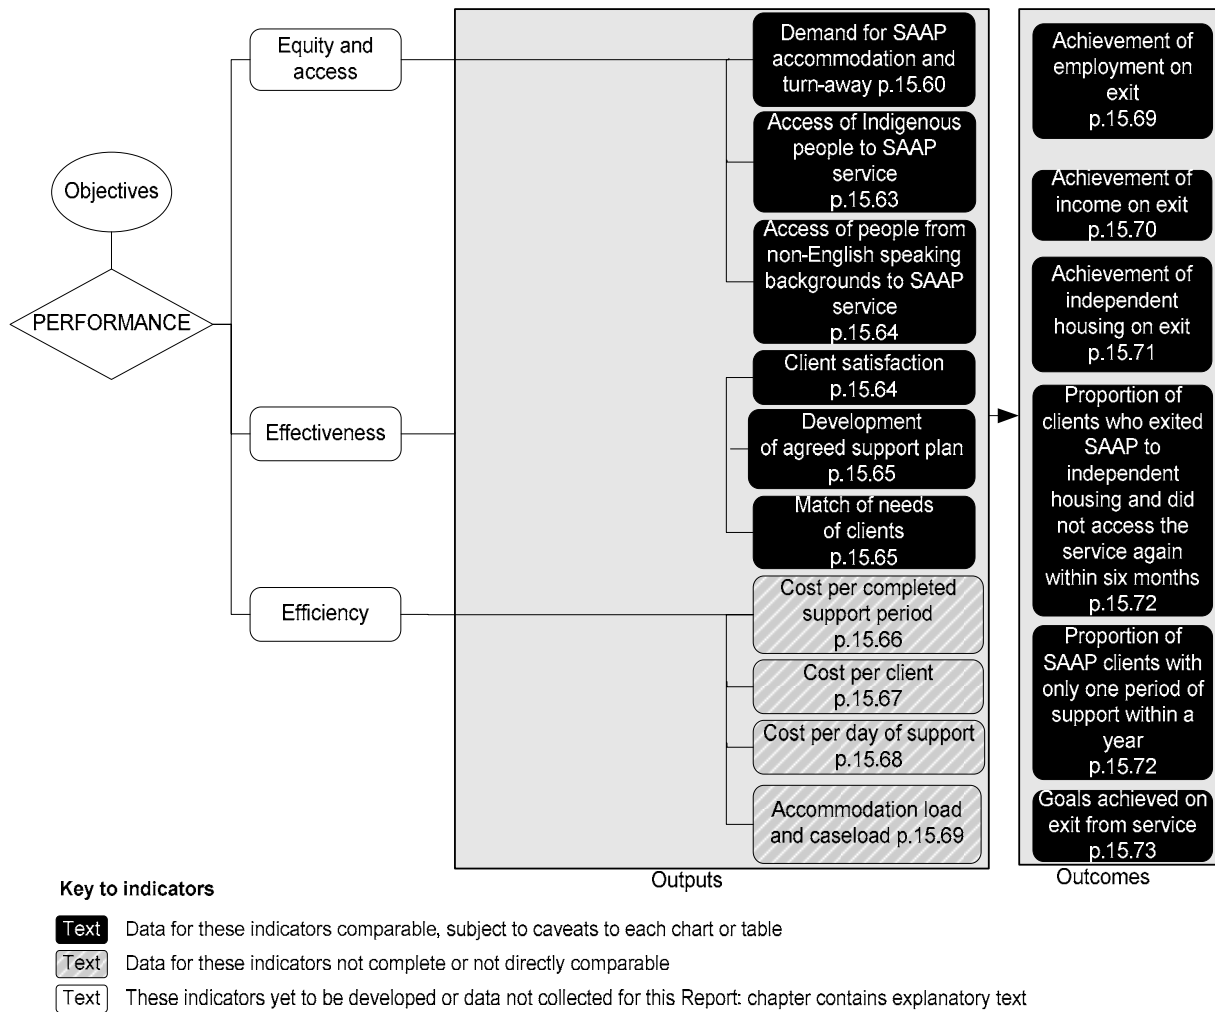 Objectives
PERFORMANCE
Equity and
access
Effectiveness
Efficiency
Demand for SAAP
accommodation and
turn-away p.15.60
Access of Indigenous
people to SAAP
service
p.15.63
Access of people from
non-English speaking
backgrounds to SAAP
service
p.15.64
Client satisfaction
p.15.64
Development
of agreed support plan
p.15.65
Match of needs
of clients
p.15.65
Cost per completed
support period
p.15.66
Cost per client
p.15.67
Cost per day of support
p.15.68
Accommodation load
and caseload p.15.69
Outputs
Achievement of
employment on
exit
p.15.69
Achievement of
income on exit
p.15.70
Achievement of
independent
housing on exit
p.15.71
Proportion of
clients who exited
SAAP to
independent
housing and did
not access the
service again
within six months
p.15.72
Proportion of
SAAP clients with
only one period of
support within a
year
p.15.72
Goals achieved on
exit from service
p.15.73
Outcomes
Key to indicators
Text Data for these indicators comparable, subject to caveats to each chart or table
Text Data for these indicators not complete or not directly comparable
Text These indicators yet to be developed or data not collected for this Report: chapter contains explanatory text